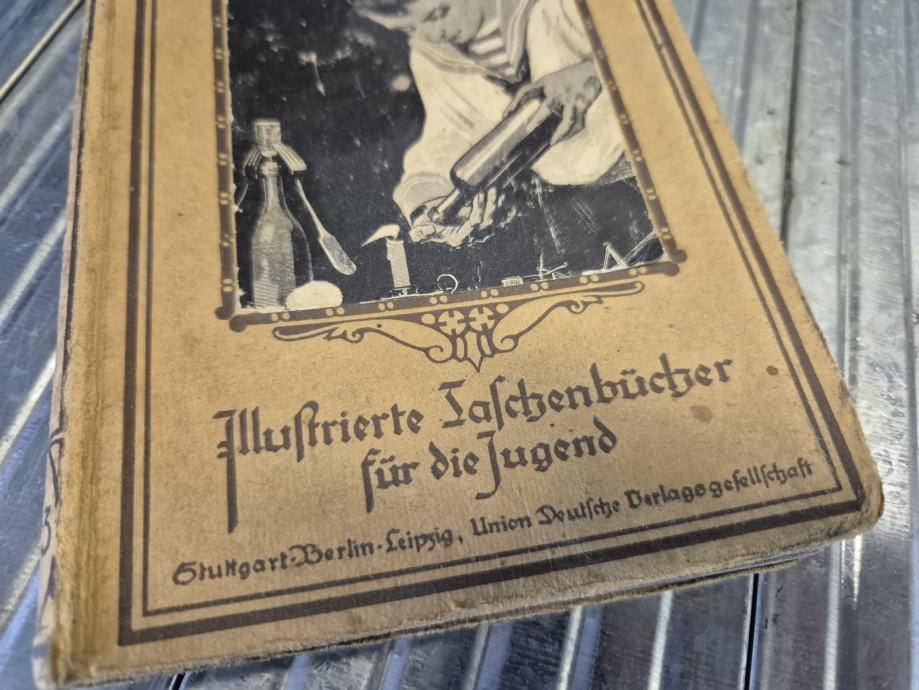 Illustrierte Taschenbücher
für die Jugend
Stuttgart·Berlin·Leipzig, Union Deutsche Verlagsgesellschaft